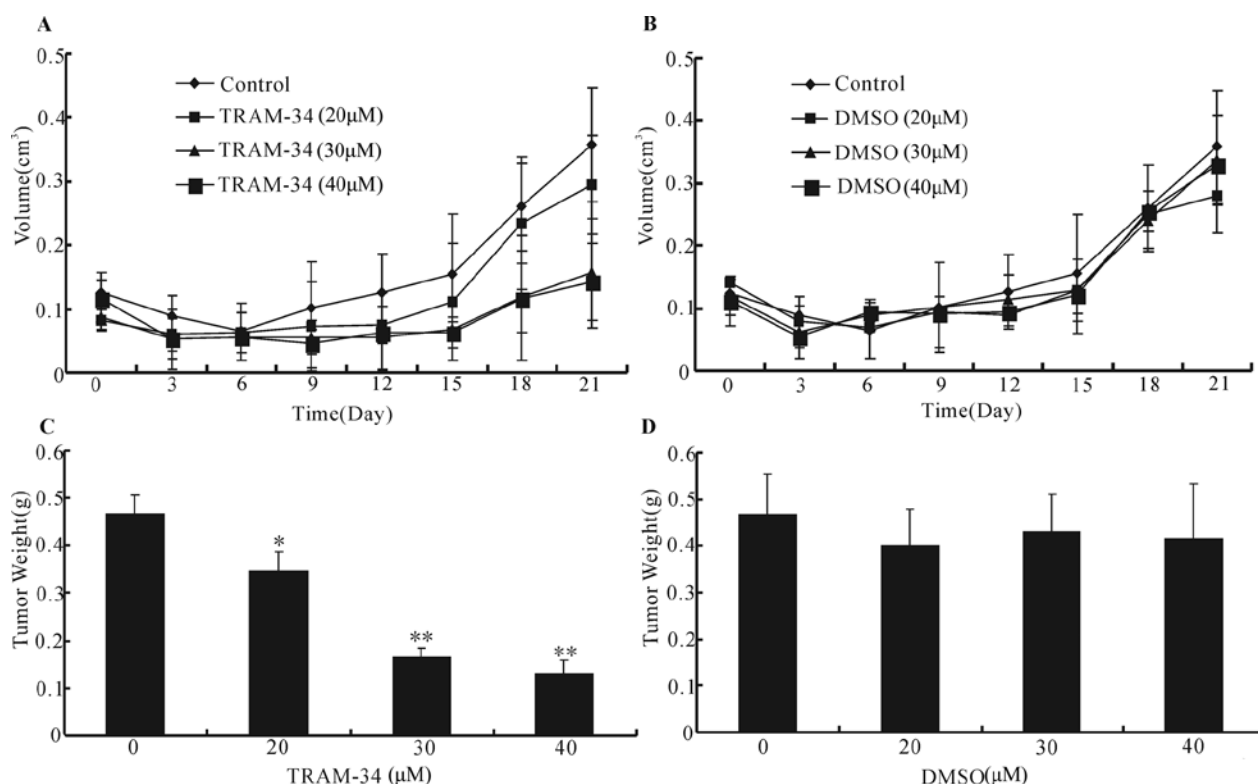 A
Volume(cm³)
0.5
0.4
0.3
0.2
0.1
0
Control
TRAM-34 (20μM)
TRAM-34 (30μM)
TRAM-34 (40μM)
0 3 6 9 12 15 18 21
Time(Day)
B
Volume(cm³)
0.5
0.4
0.3
0.2
0.1
0
Control
DMSO (20μM)
DMSO (30μM)
DMSO (40μM)
0 3 6 9 12 15 18 21
Time(Day)
C
Tumor Weight(g)
0.6
0.5
0.4
0.3
0.2
0.1
0
*
**
**
0 20 30 40
TRAM-34 (μM)
D
Tumor Weight(g)
0.6
0.5
0.4
0.3
0.2
0.1
0
0 20 30 40
DMSO(μM)